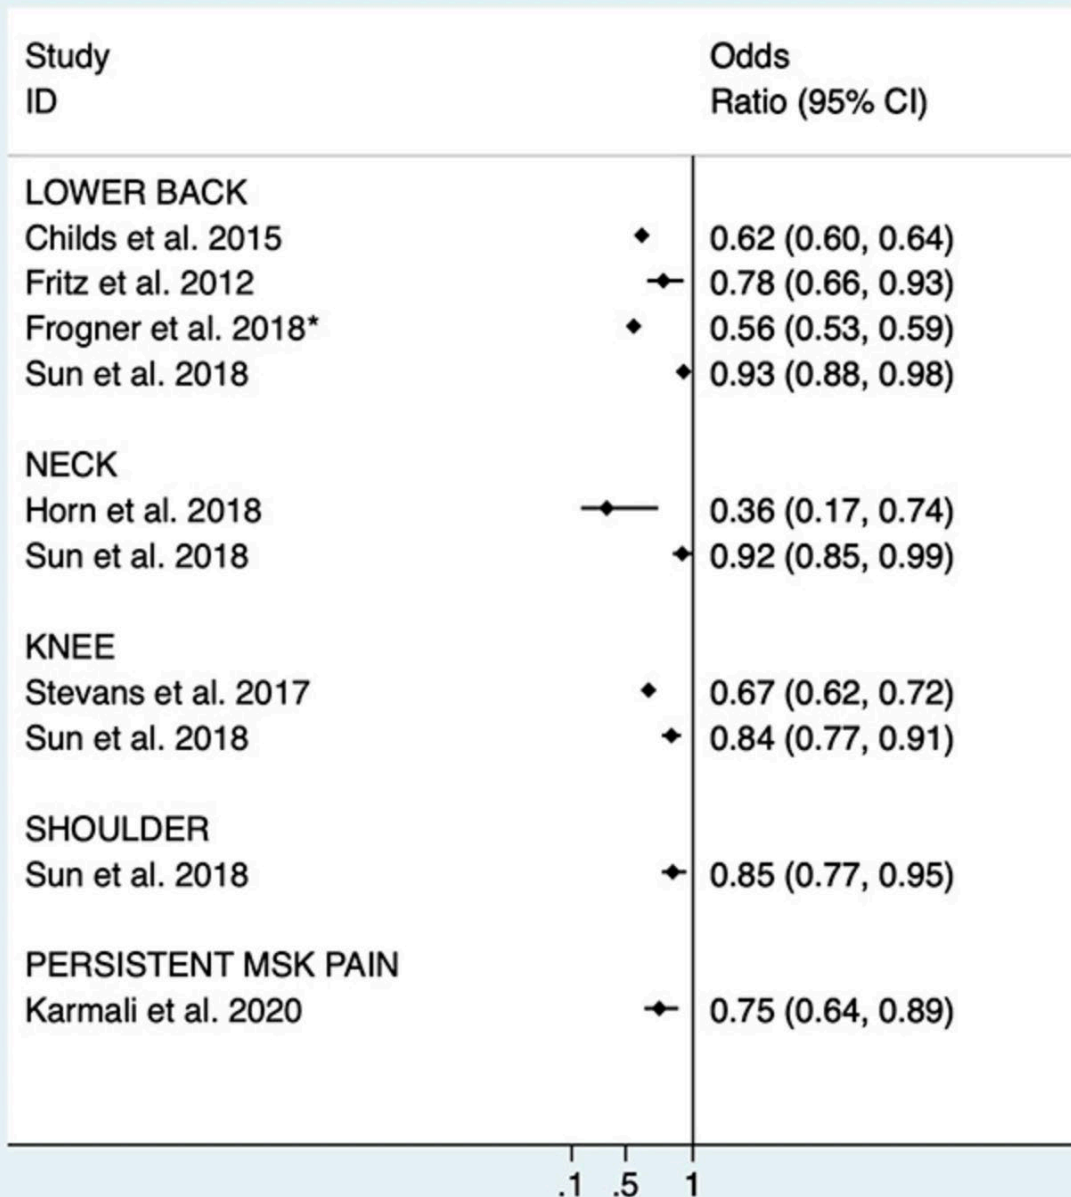 Study Odds
ID Ratio (95% CI)
LOWER BACK
Childs et al. 2015 0.62 (0.60, 0.64)
Fritz et al. 2012 0.78 (0.66, 0.93)
Frogner et al. 2018* 0.56 (0.53, 0.59)
Sun et al. 2018 0.93 (0.88, 0.98)
NECK
Horn et al. 2018 0.36 (0.17, 0.74)
Sun et al. 2018 0.92 (0.85, 0.99)
KNEE
Stevans et al. 2017 0.67 (0.62, 0.72)
Sun et al. 2018 0.84 (0.77, 0.91)
SHOULDER
Sun et al. 2018 0.85 (0.77, 0.95)
PERSISTENT MSK PAIN
Karmali et al. 2020 0.75 (0.64, 0.89)
.1 .5 1